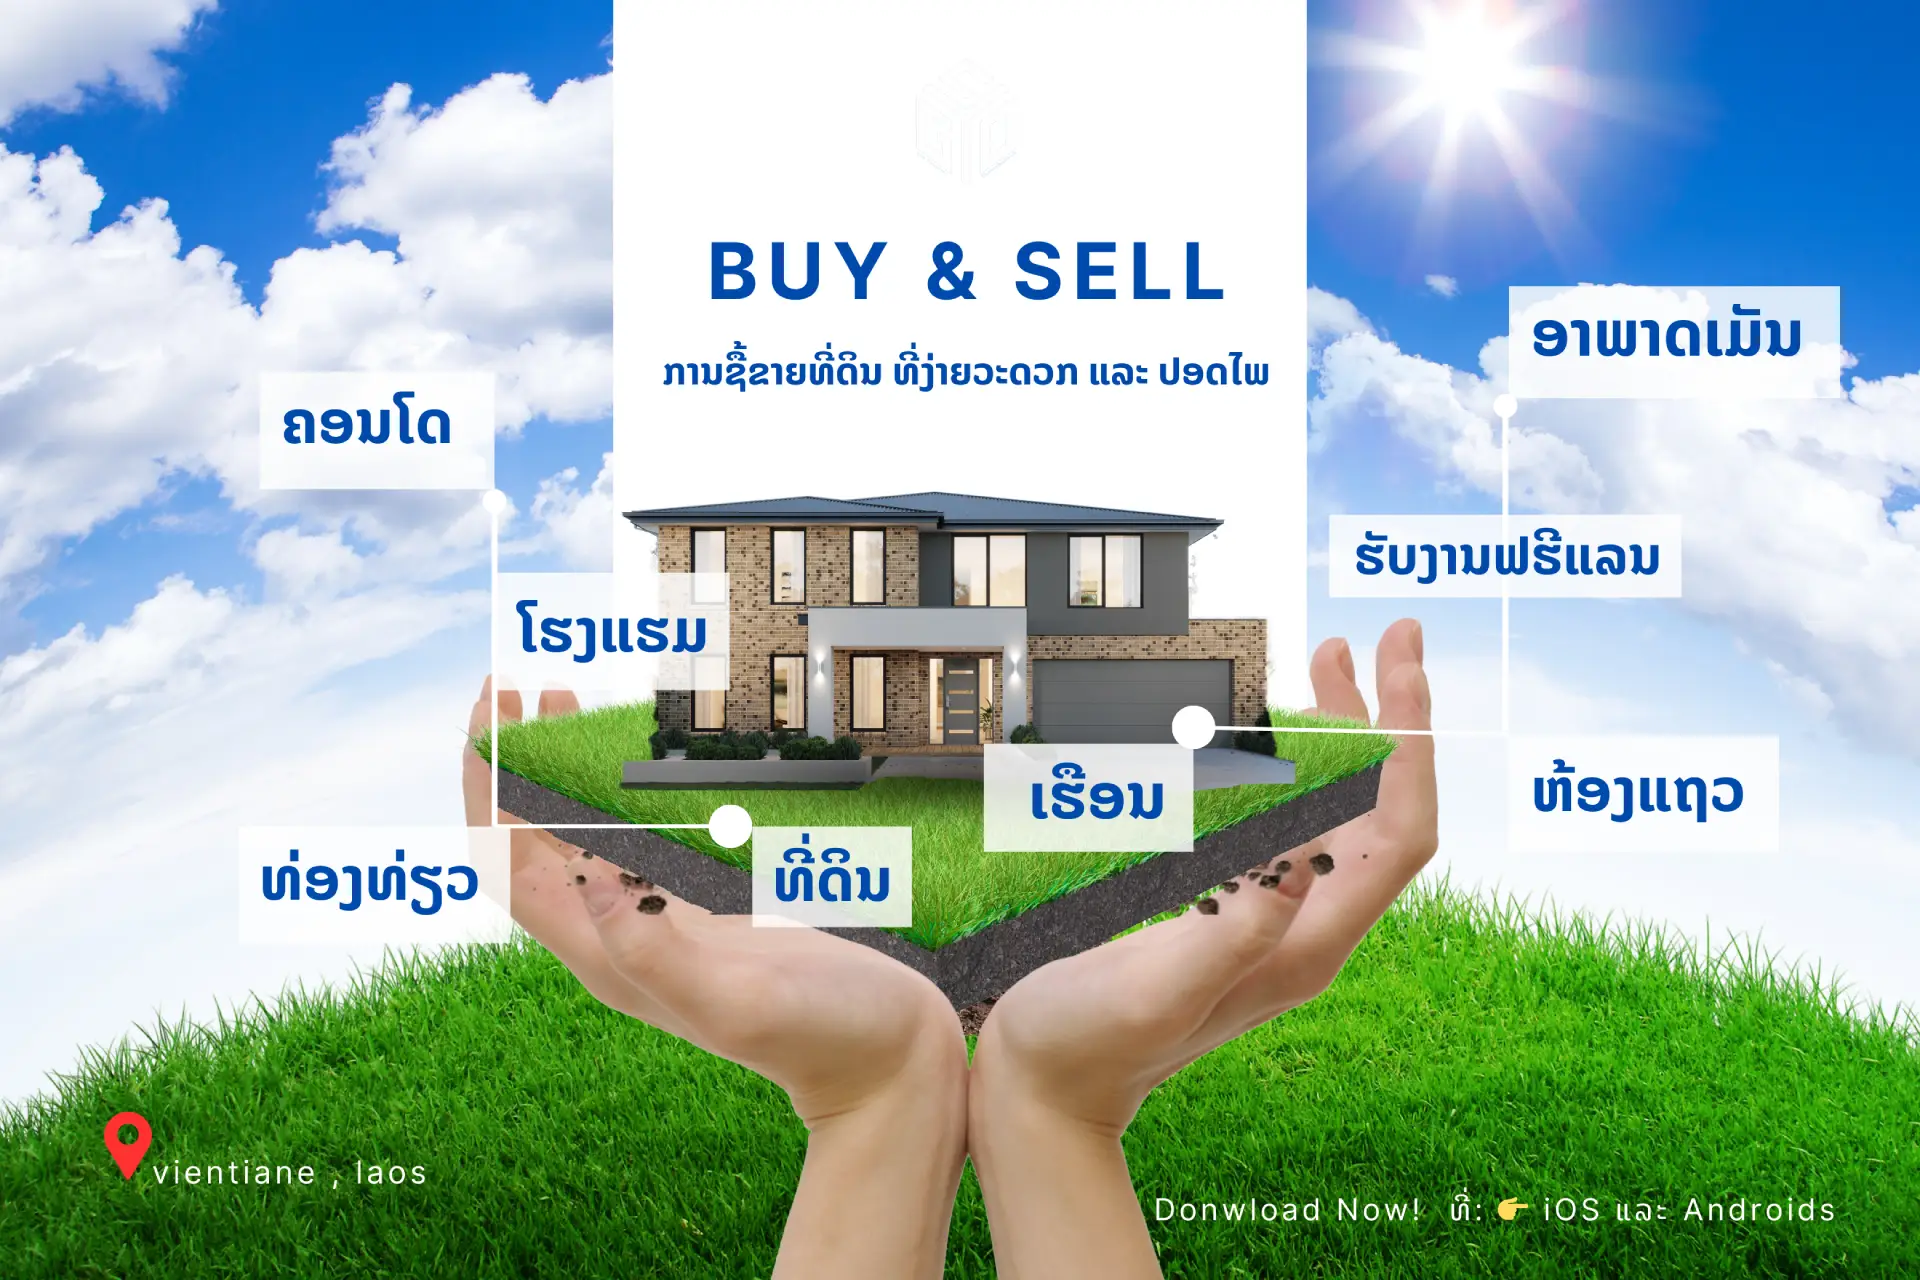 BUY & SELL
ການຊື້ຂາຍທີ່ດິນ ທີ່ງ່າຍວະດວກ ແລະ ປອດໄພ
ອາພາດເມັນ
ຄອນໂດ
ຮັບງານຟຣີແລນ
ໂຮງແຮມ
ເຮືອນ
ຫ້ອງແຖວ
ທ່ອງທ່ຽວ
ທີ່ດິນ
vientiane , laos
Donwload Now! ທີ່: 👉 iOS ແລະ Androids